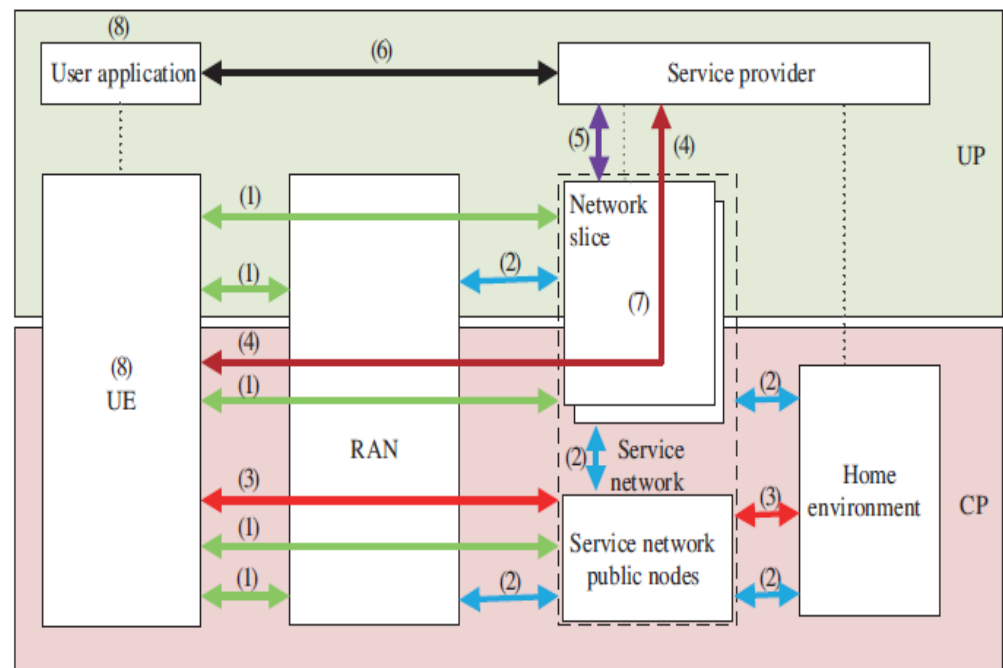 (8)
User application
(6)
Service provider
(5)
(4)
UP
(1)
Network
slice
(1)
(2)
(7)
(4)
(8)
UE
(1)
(2)
RAN
(2)
Service
network
Home
environment
(3)
(3)
CP
(1)
Service network
public nodes
(1)
(2)
(2)